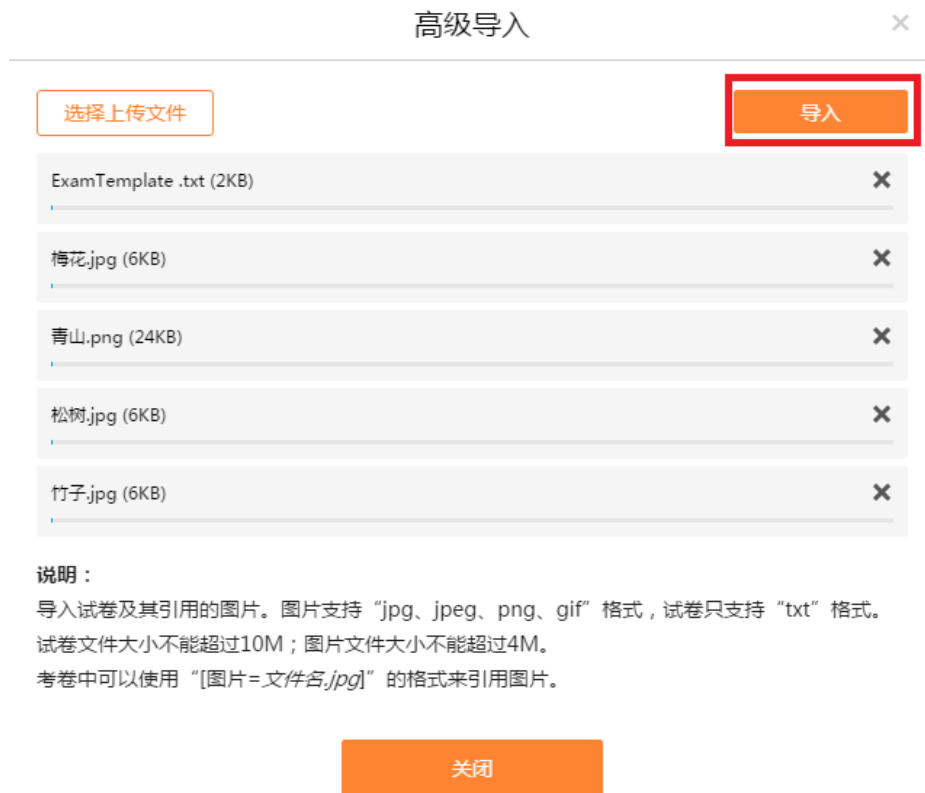 高级导入
选择上传文件
导入
ExamTemplate .txt (2KB)
梅花.jpg (6KB)
青山.png (24KB)
松树.jpg (6KB)
竹子.jpg (6KB)
说明：
导入试卷及其引用的图片。图片支持“jpg、jpeg、png、gif”格式，试卷只支持“txt”格式。
试卷文件大小不能超过10M；图片文件大小不能超过4M。
考卷中可以使用“[图片=文件名.jpg]”的格式来引用图片。
关闭